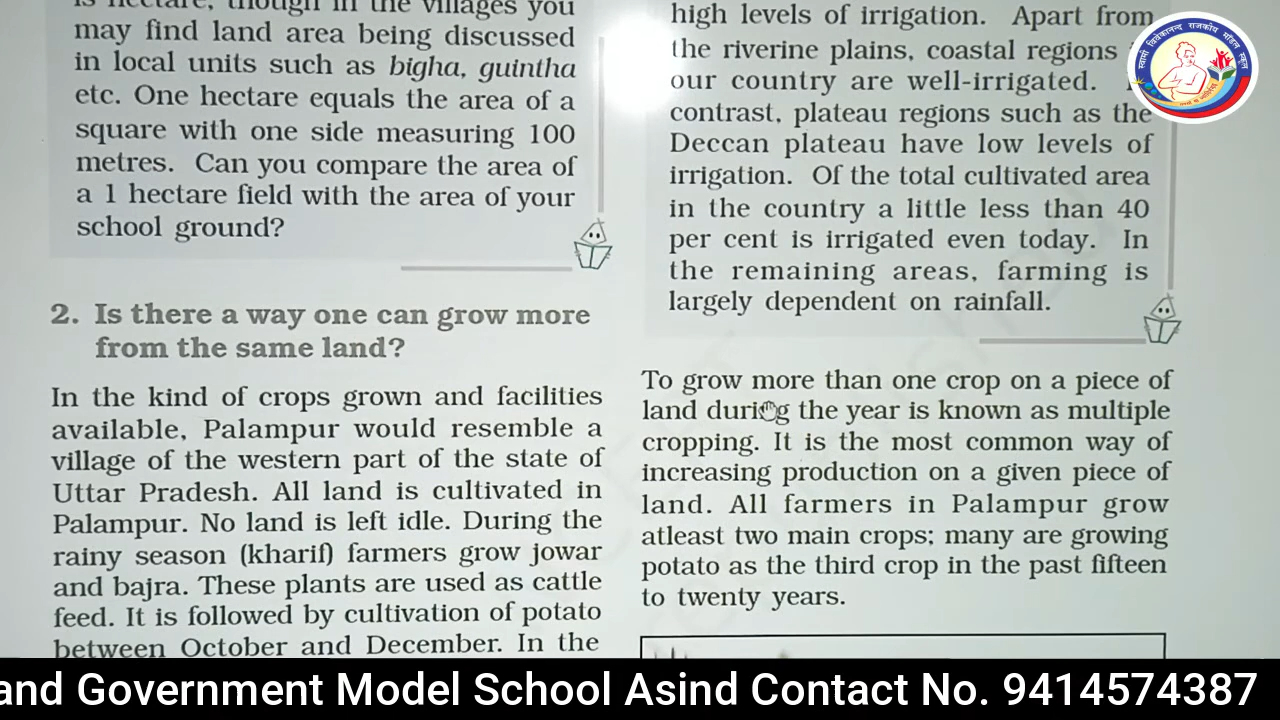 is hectare, though in the villages you
may find land area being discussed
in local units such as bigha, guintha
etc. One hectare equals the area of a
square with one side measuring 100
metres. Can you compare the area of
a 1 hectare field with the area of your
school ground?
2. Is there a way one can grow more
from the same land?
In the kind of crops grown and facilities
available, Palampur would resemble a
village of the western part of the state of
Uttar Pradesh. All land is cultivated in
Palampur. No land is left idle. During the
rainy season (kharif) farmers grow jowar
and bajra. These plants are used as cattle
feed. It is followed by cultivation of potato
between October and December. In the
high levels of irrigation. Apart from
the riverine plains, coastal regions
our country are well-irrigated.
contrast, plateau regions such as the
Deccan plateau have low levels of
irrigation. Of the total cultivated area
in the country a little less than 40
per cent is irrigated even today. In
the remaining areas, farming is
largely dependent on rainfall.
To grow more than one crop on a piece of
land during the year is known as multiple
cropping. It is the most common way of
increasing production on a given piece of
land. All farmers in Palampur grow
atleast two main crops; many are growing
potato as the third crop in the past fifteen
to twenty years.
स्वामी विवेकानन्द राजकीय मॉडल स्कूल
and Government Model School Asind Contact No. 9414574387